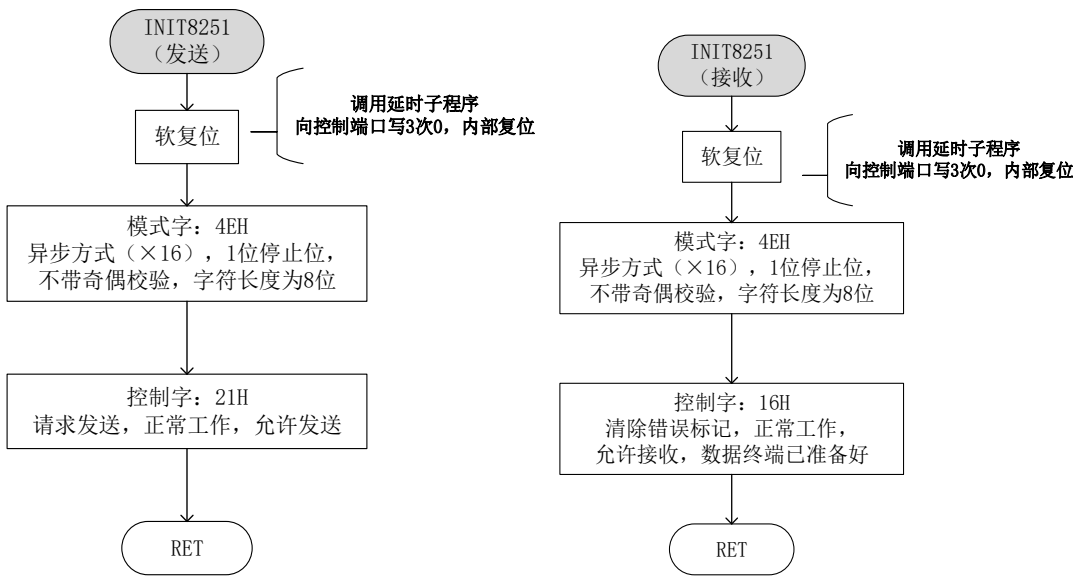 INIT8251
（发送）
调用延时子程序
向控制端口写3次0，内部复位
软复位
模式字：4EH
异步方式（×16），1位停止位，
不带奇偶校验，字符长度为8位
控制字：21H
请求发送，正常工作，允许发送
RET
INIT8251
（接收）
调用延时子程序
向控制端口写3次0，内部复位
软复位
模式字：4EH
异步方式（×16），1位停止位，
不带奇偶校验，字符长度为8位
控制字：16H
清除错误标记，正常工作，
允许接收，数据终端已准备好
RET